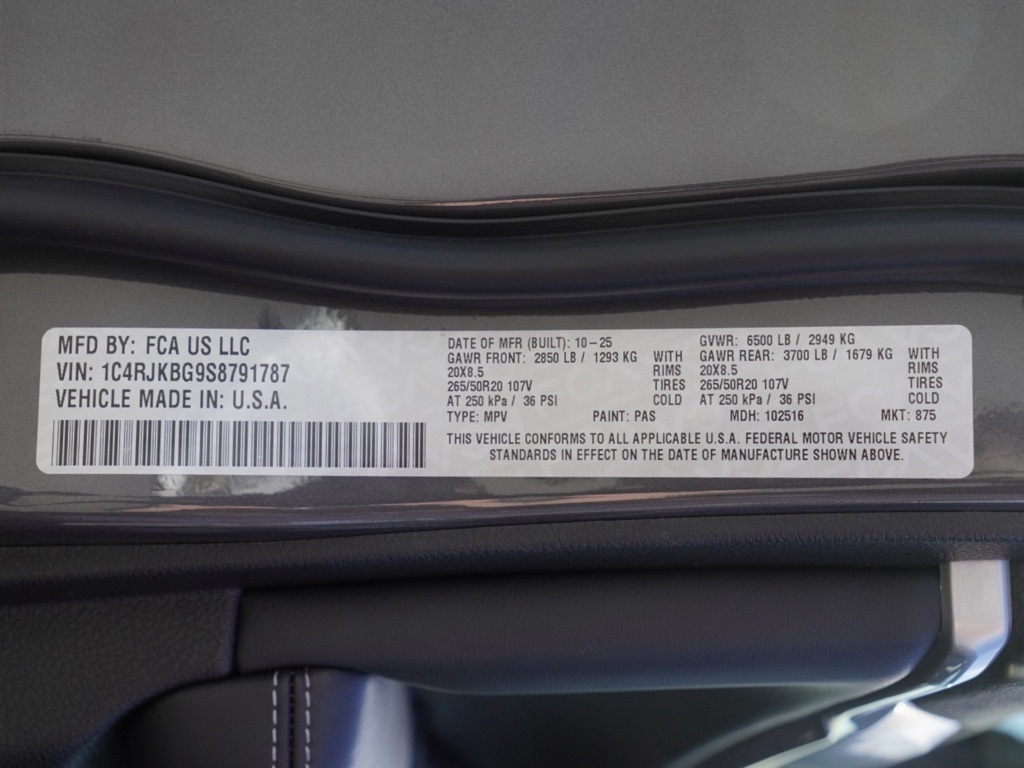 MFD BY: FCA US LLC
VIN: 1C4RJKBG9S8791787
VEHICLE MADE IN: U.S.A.
DATE OF MFR (BUILT): 10-25
GAWR FRONT: 2850 LB / 1293 KG WITH
20X8.5 RIMS
265/50R20 107V TIRES
AT 250 kPa / 36 PSI COLD
GVWR: 6500 LB / 2949 KG
GAWR REAR: 3700 LB / 1679 KG WITH
20X8.5 RIMS
265/50R20 107V TIRES
AT 250 kPa / 36 PSI COLD
TYPE: MPV PAINT: PAS MDH: 102516 MKT: 875
THIS VEHICLE CONFORMS TO ALL APPLICABLE U.S.A. FEDERAL MOTOR VEHICLE SAFETY
STANDARDS IN EFFECT ON THE DATE OF MANUFACTURE SHOWN ABOVE.